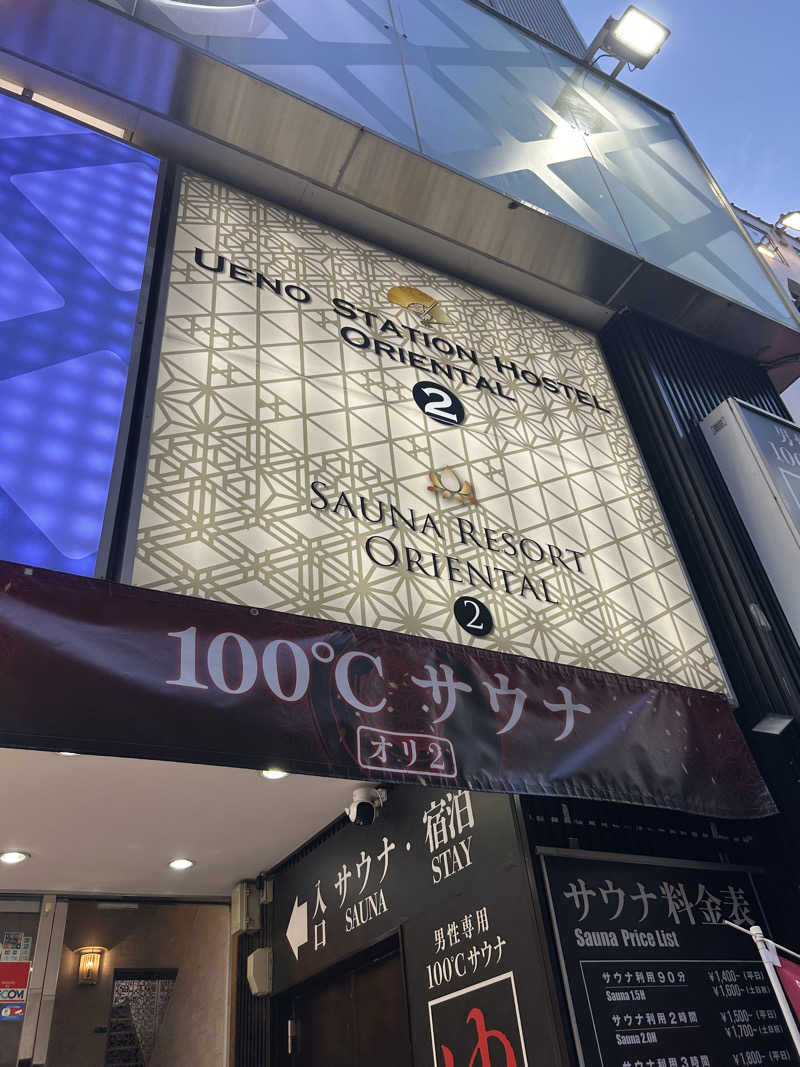 UENO STATION HOSTEL
ORIENTAL
2
SAUNA RESORT
ORIENTAL
2
100℃ サウナ
オリ2
入口
サウナ・宿泊
SAUNA STAY
男性専用
100℃サウナ
ゆ
サウナ料金表
Sauna Price List
サウナ利用90分 ¥1,400-(平日)
Sauna 1.5H ¥1,600-(土日祝)
サウナ利用2時間 ¥1,500-(平日)
Sauna 2.0H ¥1,700-(土日祝)
サウナ利用3時間 ¥1,800-(平日)
男
10
SECOM